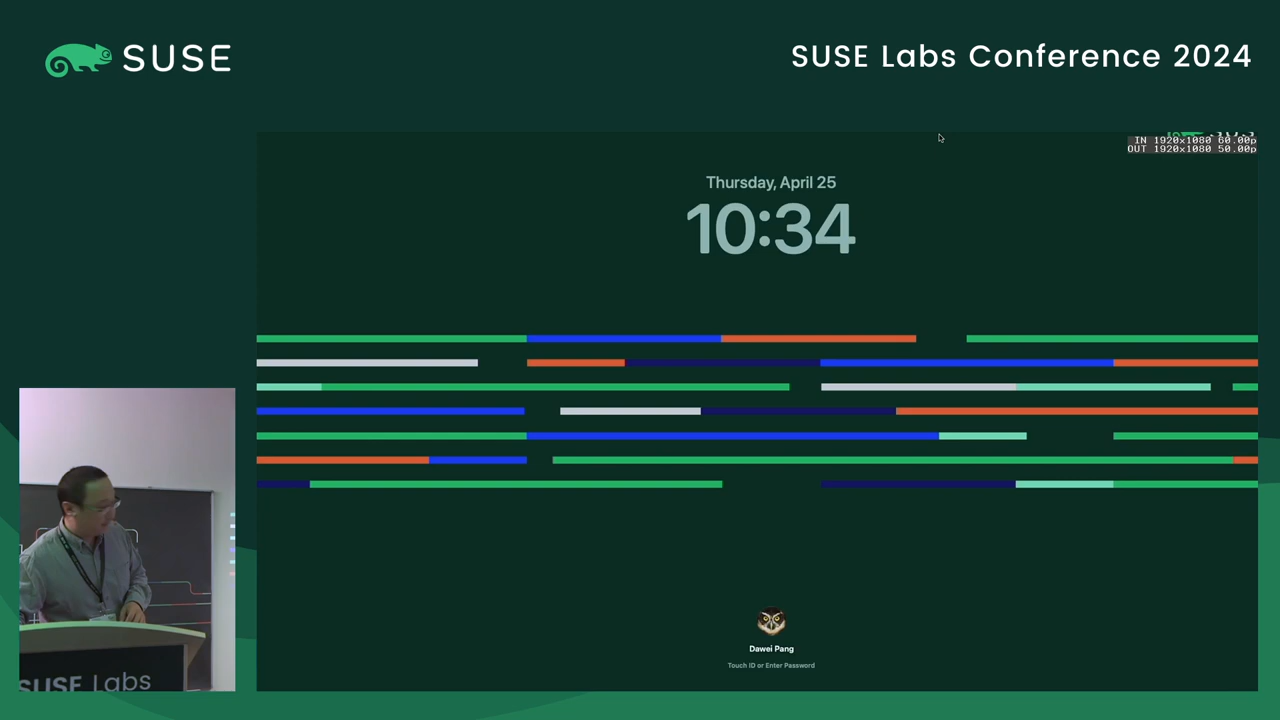 SUSE
SUSE Labs Conference 2024
IN 1920x1080 60.00p
OUT 1920x1080 50.00p
Thursday, April 25
10:34
Dawei Pang
Touch ID or Enter Password
SUSE Labs